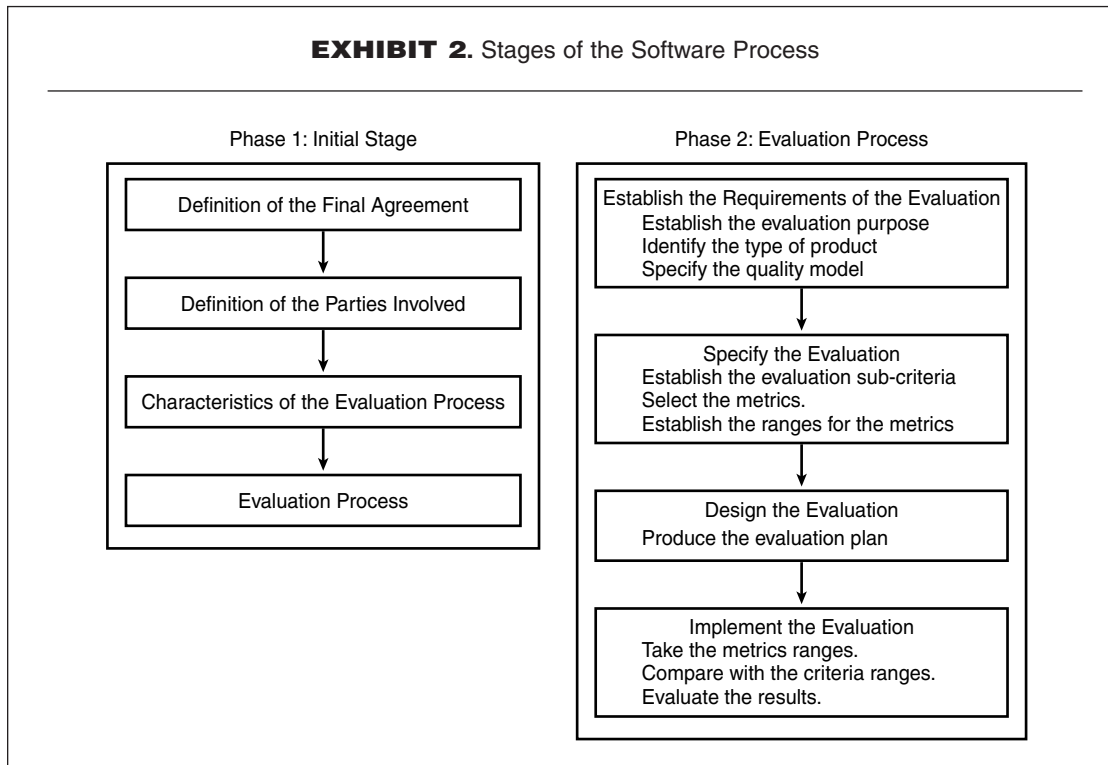 EXHIBIT 2. Stages of the Software Process
Phase 1: Initial Stage
Definition of the Final Agreement
Definition of the Parties Involved
Characteristics of the Evaluation Process
Evaluation Process
Phase 2: Evaluation Process
Establish the Requirements of the Evaluation
Establish the evaluation purpose
Identify the type of product
Specify the quality model
Specify the Evaluation
Establish the evaluation sub-criteria
Select the metrics.
Establish the ranges for the metrics
Design the Evaluation
Produce the evaluation plan
Implement the Evaluation
Take the metrics ranges.
Compare with the criteria ranges.
Evaluate the results.